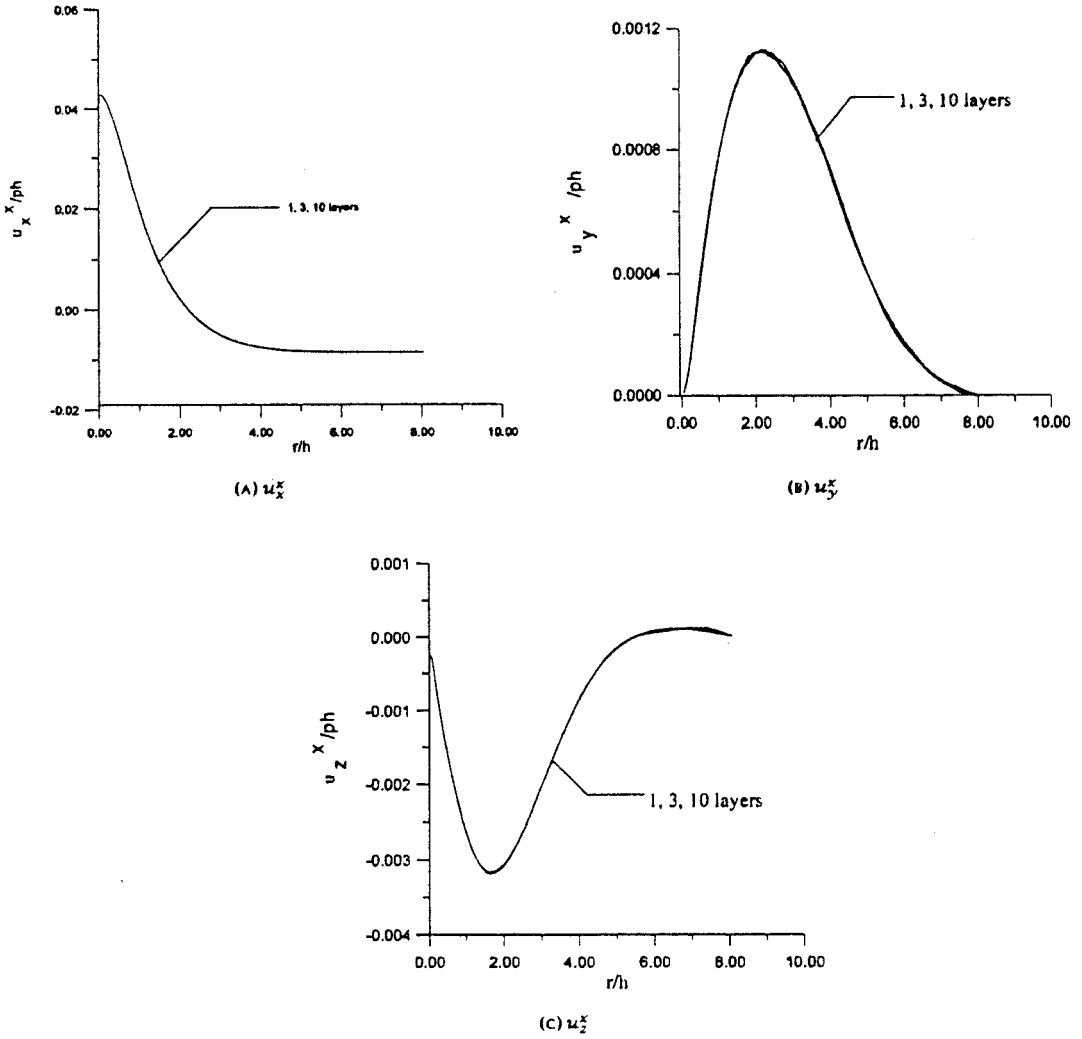 0.06
0.04
0.02
0.00
-0.02
u_x^x/ph
1, 3, 10 layers
0.00 2.00 4.00 6.00 8.00 10.00
r/h
(A) u_x^x
0.0012
0.0008
0.0004
0.0000
u_y^x /ph
1, 3, 10 layers
0.00 2.00 4.00 6.00 8.00 10.00
r/h
(B) u_y^x
0.001
0.000
-0.001
-0.002
-0.003
-0.004
u_z^x/ph
1, 3, 10 layers
0.00 2.00 4.00 6.00 8.00 10.00
r/h
(C) u_z^x